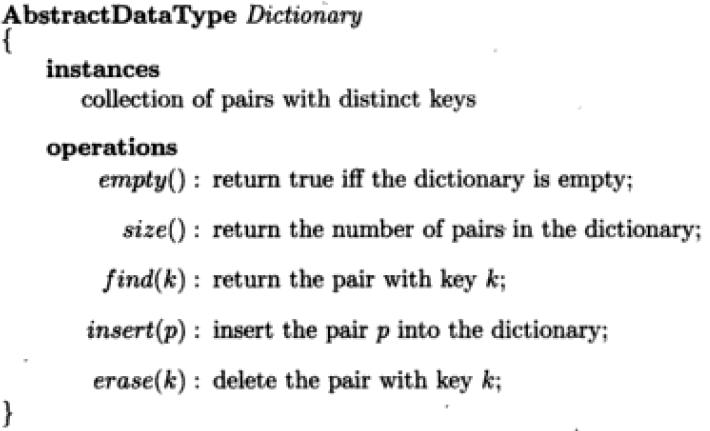 AbstractDataType Dictionary
{
instances
collection of pairs with distinct keys
operations
empty() : return true iff the dictionary is empty;
size() : return the number of pairs in the dictionary;
find(k) : return the pair with key k;
insert(p) : insert the pair p into the dictionary;
erase(k) : delete the pair with key k;
}